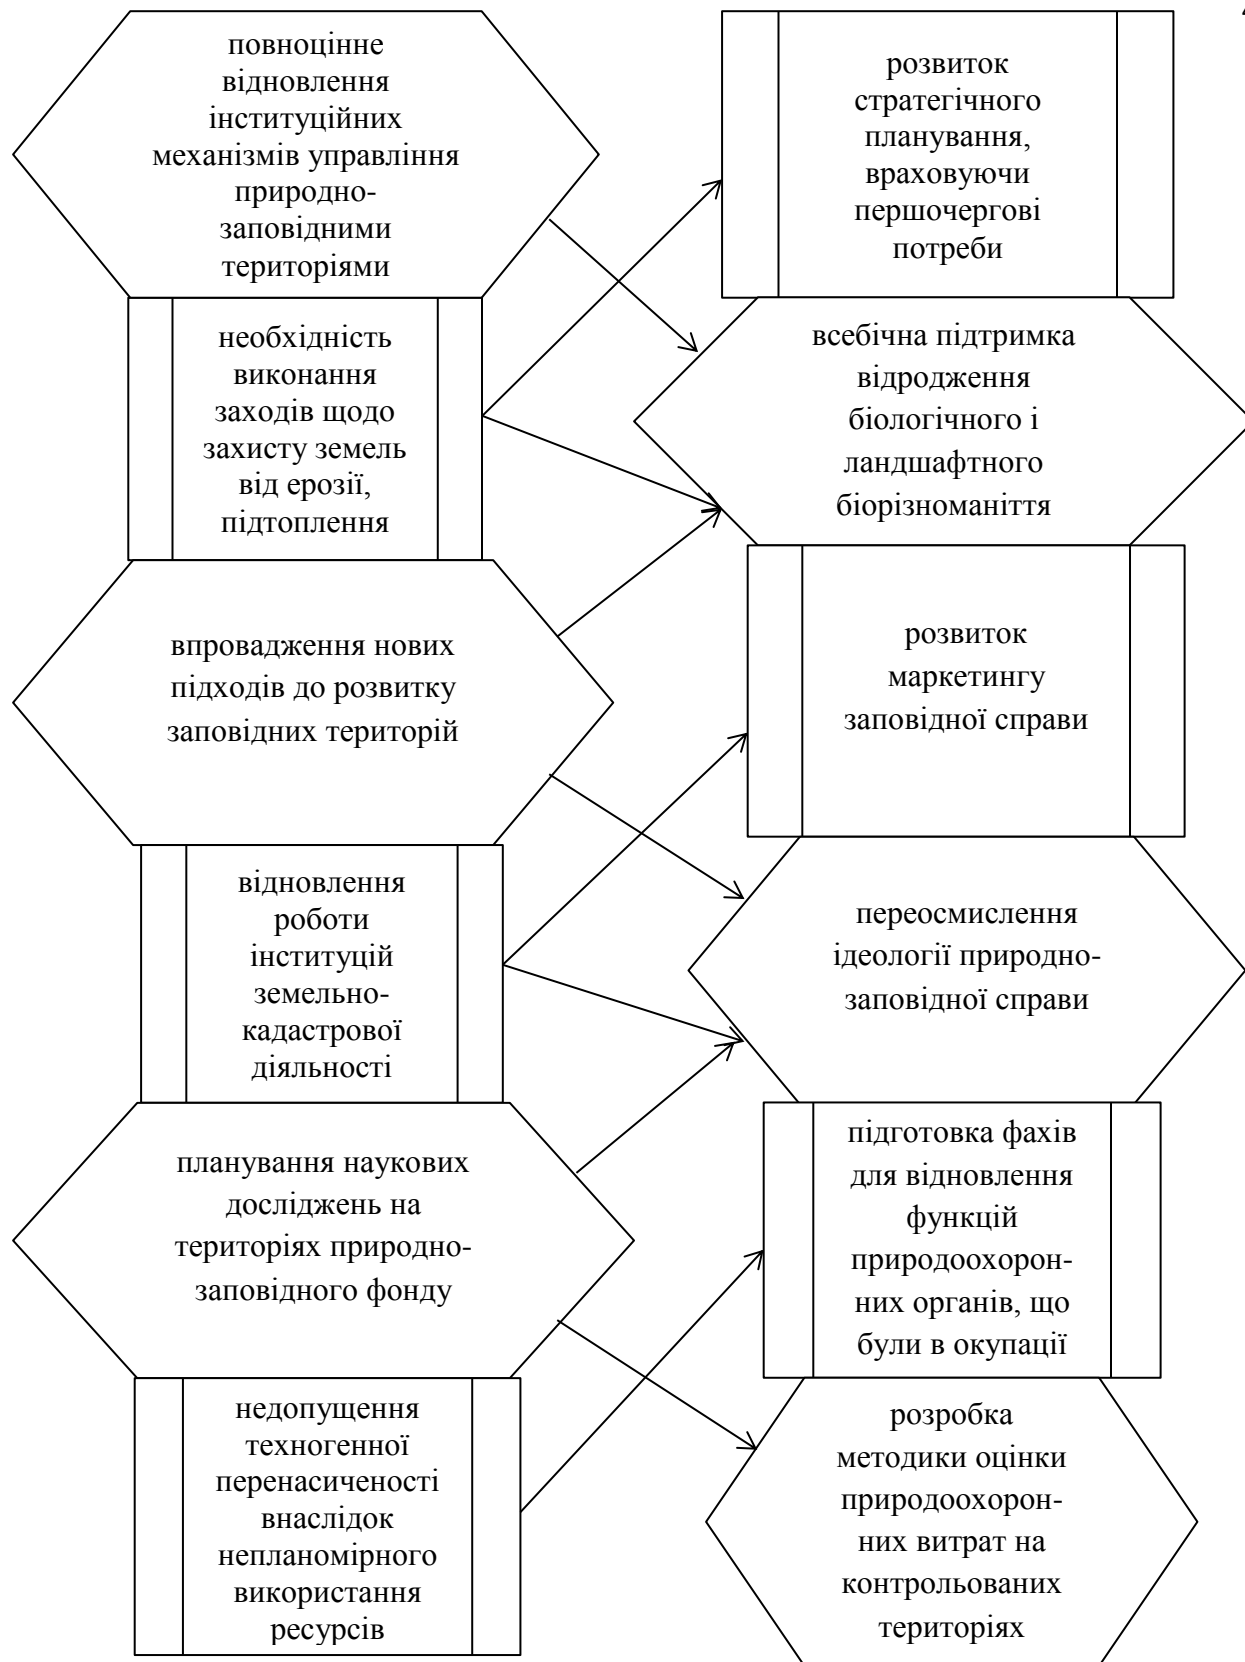 повноцінне
відновлення
інституційних
механізмів управління
природно-
заповідними
територіями
необхідність
виконання
заходів щодо
захисту земель
від ерозії,
підтоплення
впровадження нових
підходів до розвитку
заповідних територій
відновлення
роботи
інституцій
земельно-
кадастрової
діяльності
планування наукових
досліджень на
територіях природно-
заповідного фонду
недопущення
техногенної
перенасиченості
внаслідок
непланомірного
використання
ресурсів
розвиток
стратегічного
планування,
враховуючи
першочергові
потреби
всебічна підтримка
відродження
біологічного і
ландшафтного
біорізноманіття
розвиток
маркетингу
заповідної справи
переосмислення
ідеології природно-
заповідної справи
підготовка фахів
для відновлення
функцій
природоохорон-
них органів, що
були в окупації
розробка
методики оцінки
природоохорон-
них витрат на
контрольованих
територіях